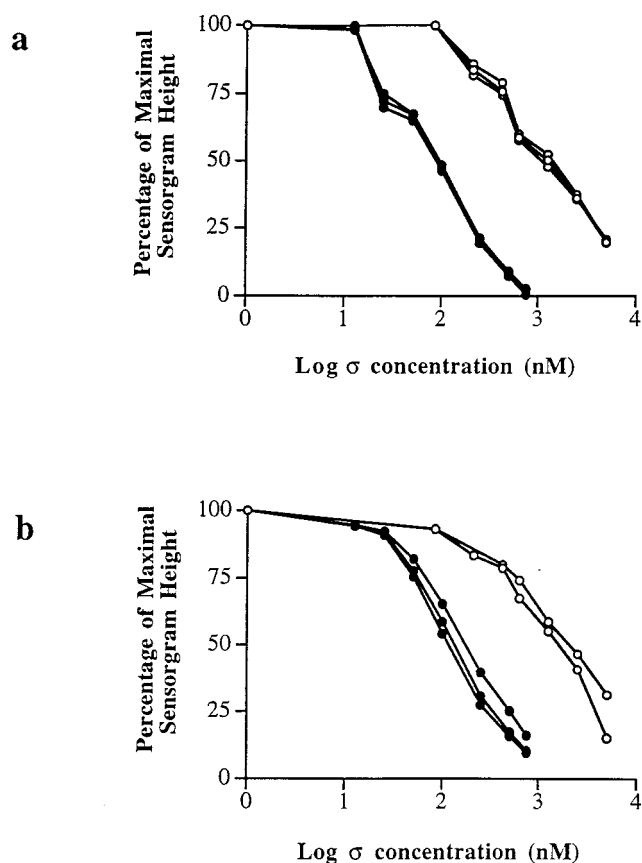 a
Percentage of Maximal
Sensorgram Height
100
75
50
25
0
0 1 2 3 4
Log σ concentration (nM)
b
Percentage of Maximal
Sensorgram Height
100
75
50
25
0
0 1 2 3 4
Log σ concentration (nM)